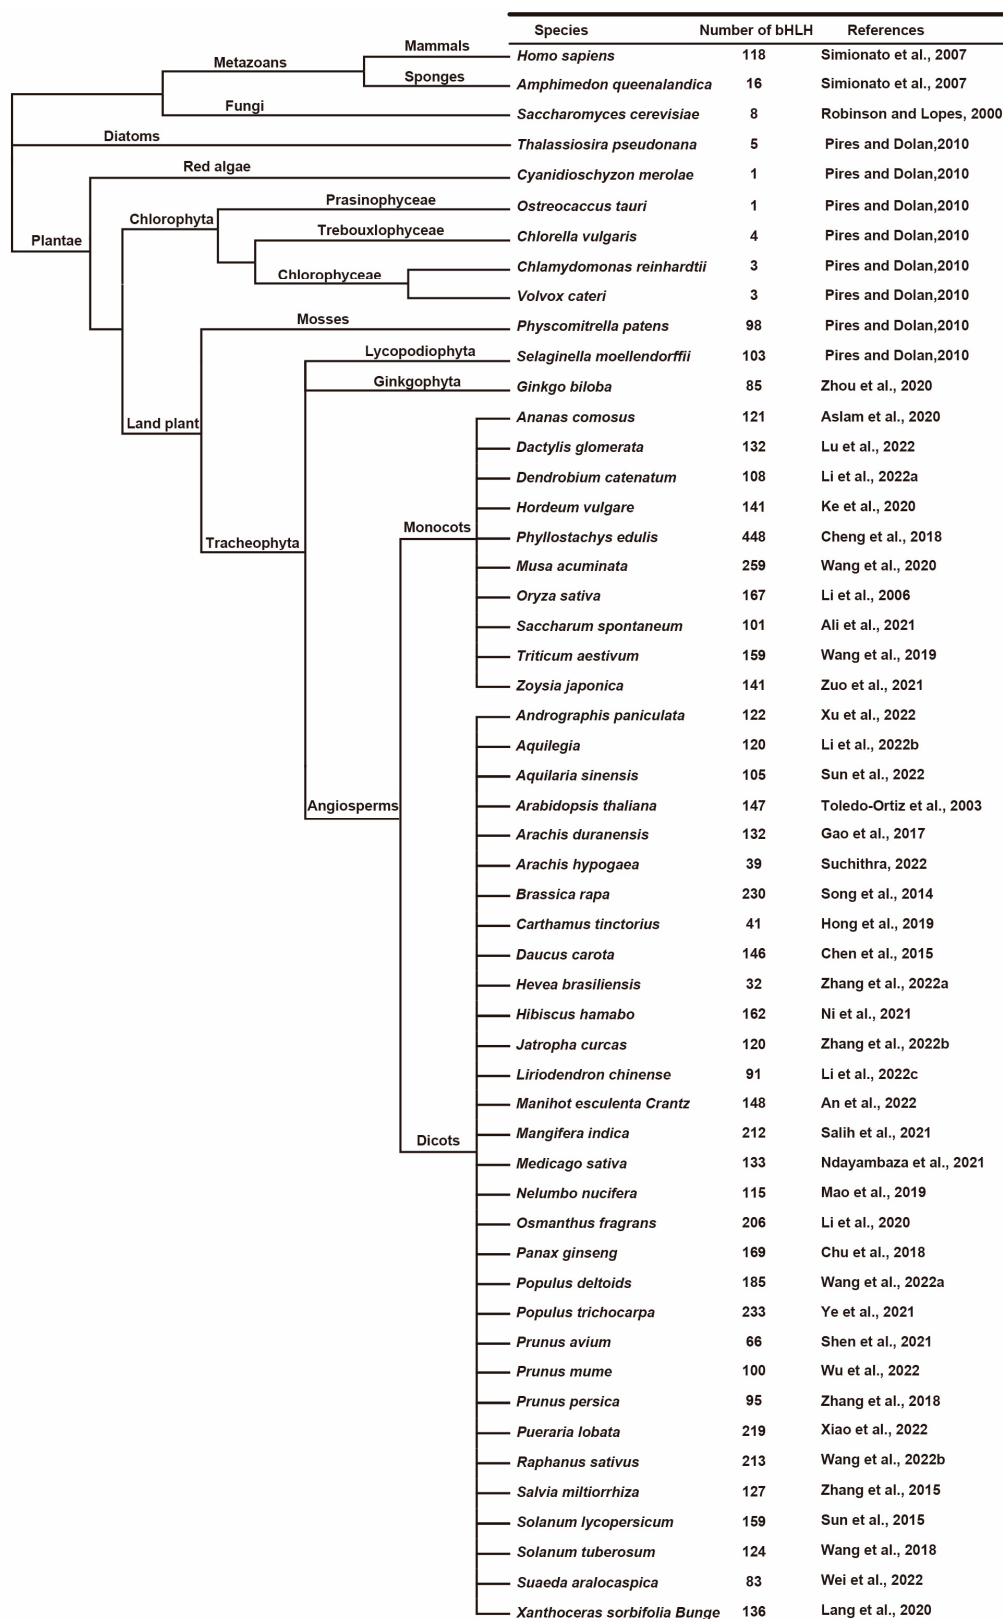 Species Number of bHLH References
Mammals
Homo sapiens 118 Simionato et al., 2007
Metazoans
Sponges
Amphimedon queenalandica 16 Simionato et al., 2007
Fungi
Saccharomyces cerevisiae 8 Robinson and Lopes, 2000
Diatoms
Thalassiosira pseudonana 5 Pires and Dolan,2010
Red algae
Cyanidioschyzon merolae 1 Pires and Dolan,2010
Prasinophyceae
Ostreocaccus tauri 1 Pires and Dolan,2010
Chlorophyta
Trebouxlophyceae
Plantae
Chlorella vulgaris 4 Pires and Dolan,2010
Chlamydomonas reinhardtii 3 Pires and Dolan,2010
Chlorophyceae
Volvox cateri 3 Pires and Dolan,2010
Mosses
Physcomitrella patens 98 Pires and Dolan,2010
Lycopodiophyta
Selaginella moellendorffii 103 Pires and Dolan,2010
Ginkgophyta
Ginkgo biloba 85 Zhou et al., 2020
Ananas comosus 121 Aslam et al., 2020
Land plant
Dactylis glomerata 132 Lu et al., 2022
Dendrobium catenatum 108 Li et al., 2022a
Hordeum vulgare 141 Ke et al., 2020
Monocots
Phyllostachys edulis 448 Cheng et al., 2018
Tracheophyta
Musa acuminata 259 Wang et al., 2020
Oryza sativa 167 Li et al., 2006
Saccharum spontaneum 101 Ali et al., 2021
Triticum aestivum 159 Wang et al., 2019
Zoysia japonica 141 Zuo et al., 2021
Andrographis paniculata 122 Xu et al., 2022
Aquilegia 120 Li et al., 2022b
Aquilaria sinensis 105 Sun et al., 2022
Angiosperms
Arabidopsis thaliana 147 Toledo-Ortiz et al., 2003
Arachis duranensis 132 Gao et al., 2017
Arachis hypogaea 39 Suchithra, 2022
Brassica rapa 230 Song et al., 2014
Carthamus tinctorius 41 Hong et al., 2019
Daucus carota 146 Chen et al., 2015
Hevea brasiliensis 32 Zhang et al., 2022a
Hibiscus hamabo 162 Ni et al., 2021
Jatropha curcas 120 Zhang et al., 2022b
Liriodendron chinense 91 Li et al., 2022c
Manihot esculenta Crantz 148 An et al., 2022
Mangifera indica 212 Salih et al., 2021
Dicots
Medicago sativa 133 Ndayambaza et al., 2021
Nelumbo nucifera 115 Mao et al., 2019
Osmanthus fragrans 206 Li et al., 2020
Panax ginseng 169 Chu et al., 2018
Populus deltoids 185 Wang et al., 2022a
Populus trichocarpa 233 Ye et al., 2021
Prunus avium 66 Shen et al., 2021
Prunus mume 100 Wu et al., 2022
Prunus persica 95 Zhang et al., 2018
Pueraria lobata 219 Xiao et al., 2022
Raphanus sativus 213 Wang et al., 2022b
Salvia miltiorrhiza 127 Zhang et al., 2015
Solanum lycopersicum 159 Sun et al., 2015
Solanum tuberosum 124 Wang et al., 2018
Suaeda aralocaspica 83 Wei et al., 2022
Xanthoceras sorbifolia Bunge 136 Lang et al., 2020